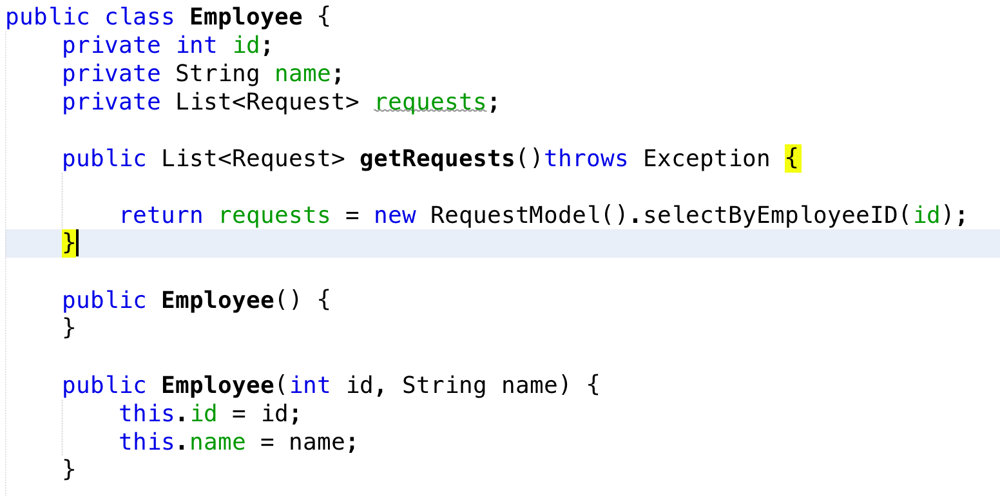 public class Employee {
    private int id;
    private String name;
    private List<Request> requests;
    public List<Request> getRequests()throws Exception {
        return requests = new RequestModel().selectByEmployeeID(id);
    }
    public Employee() {
    }
    public Employee(int id, String name) {
        this.id = id;
        this.name = name;
    }